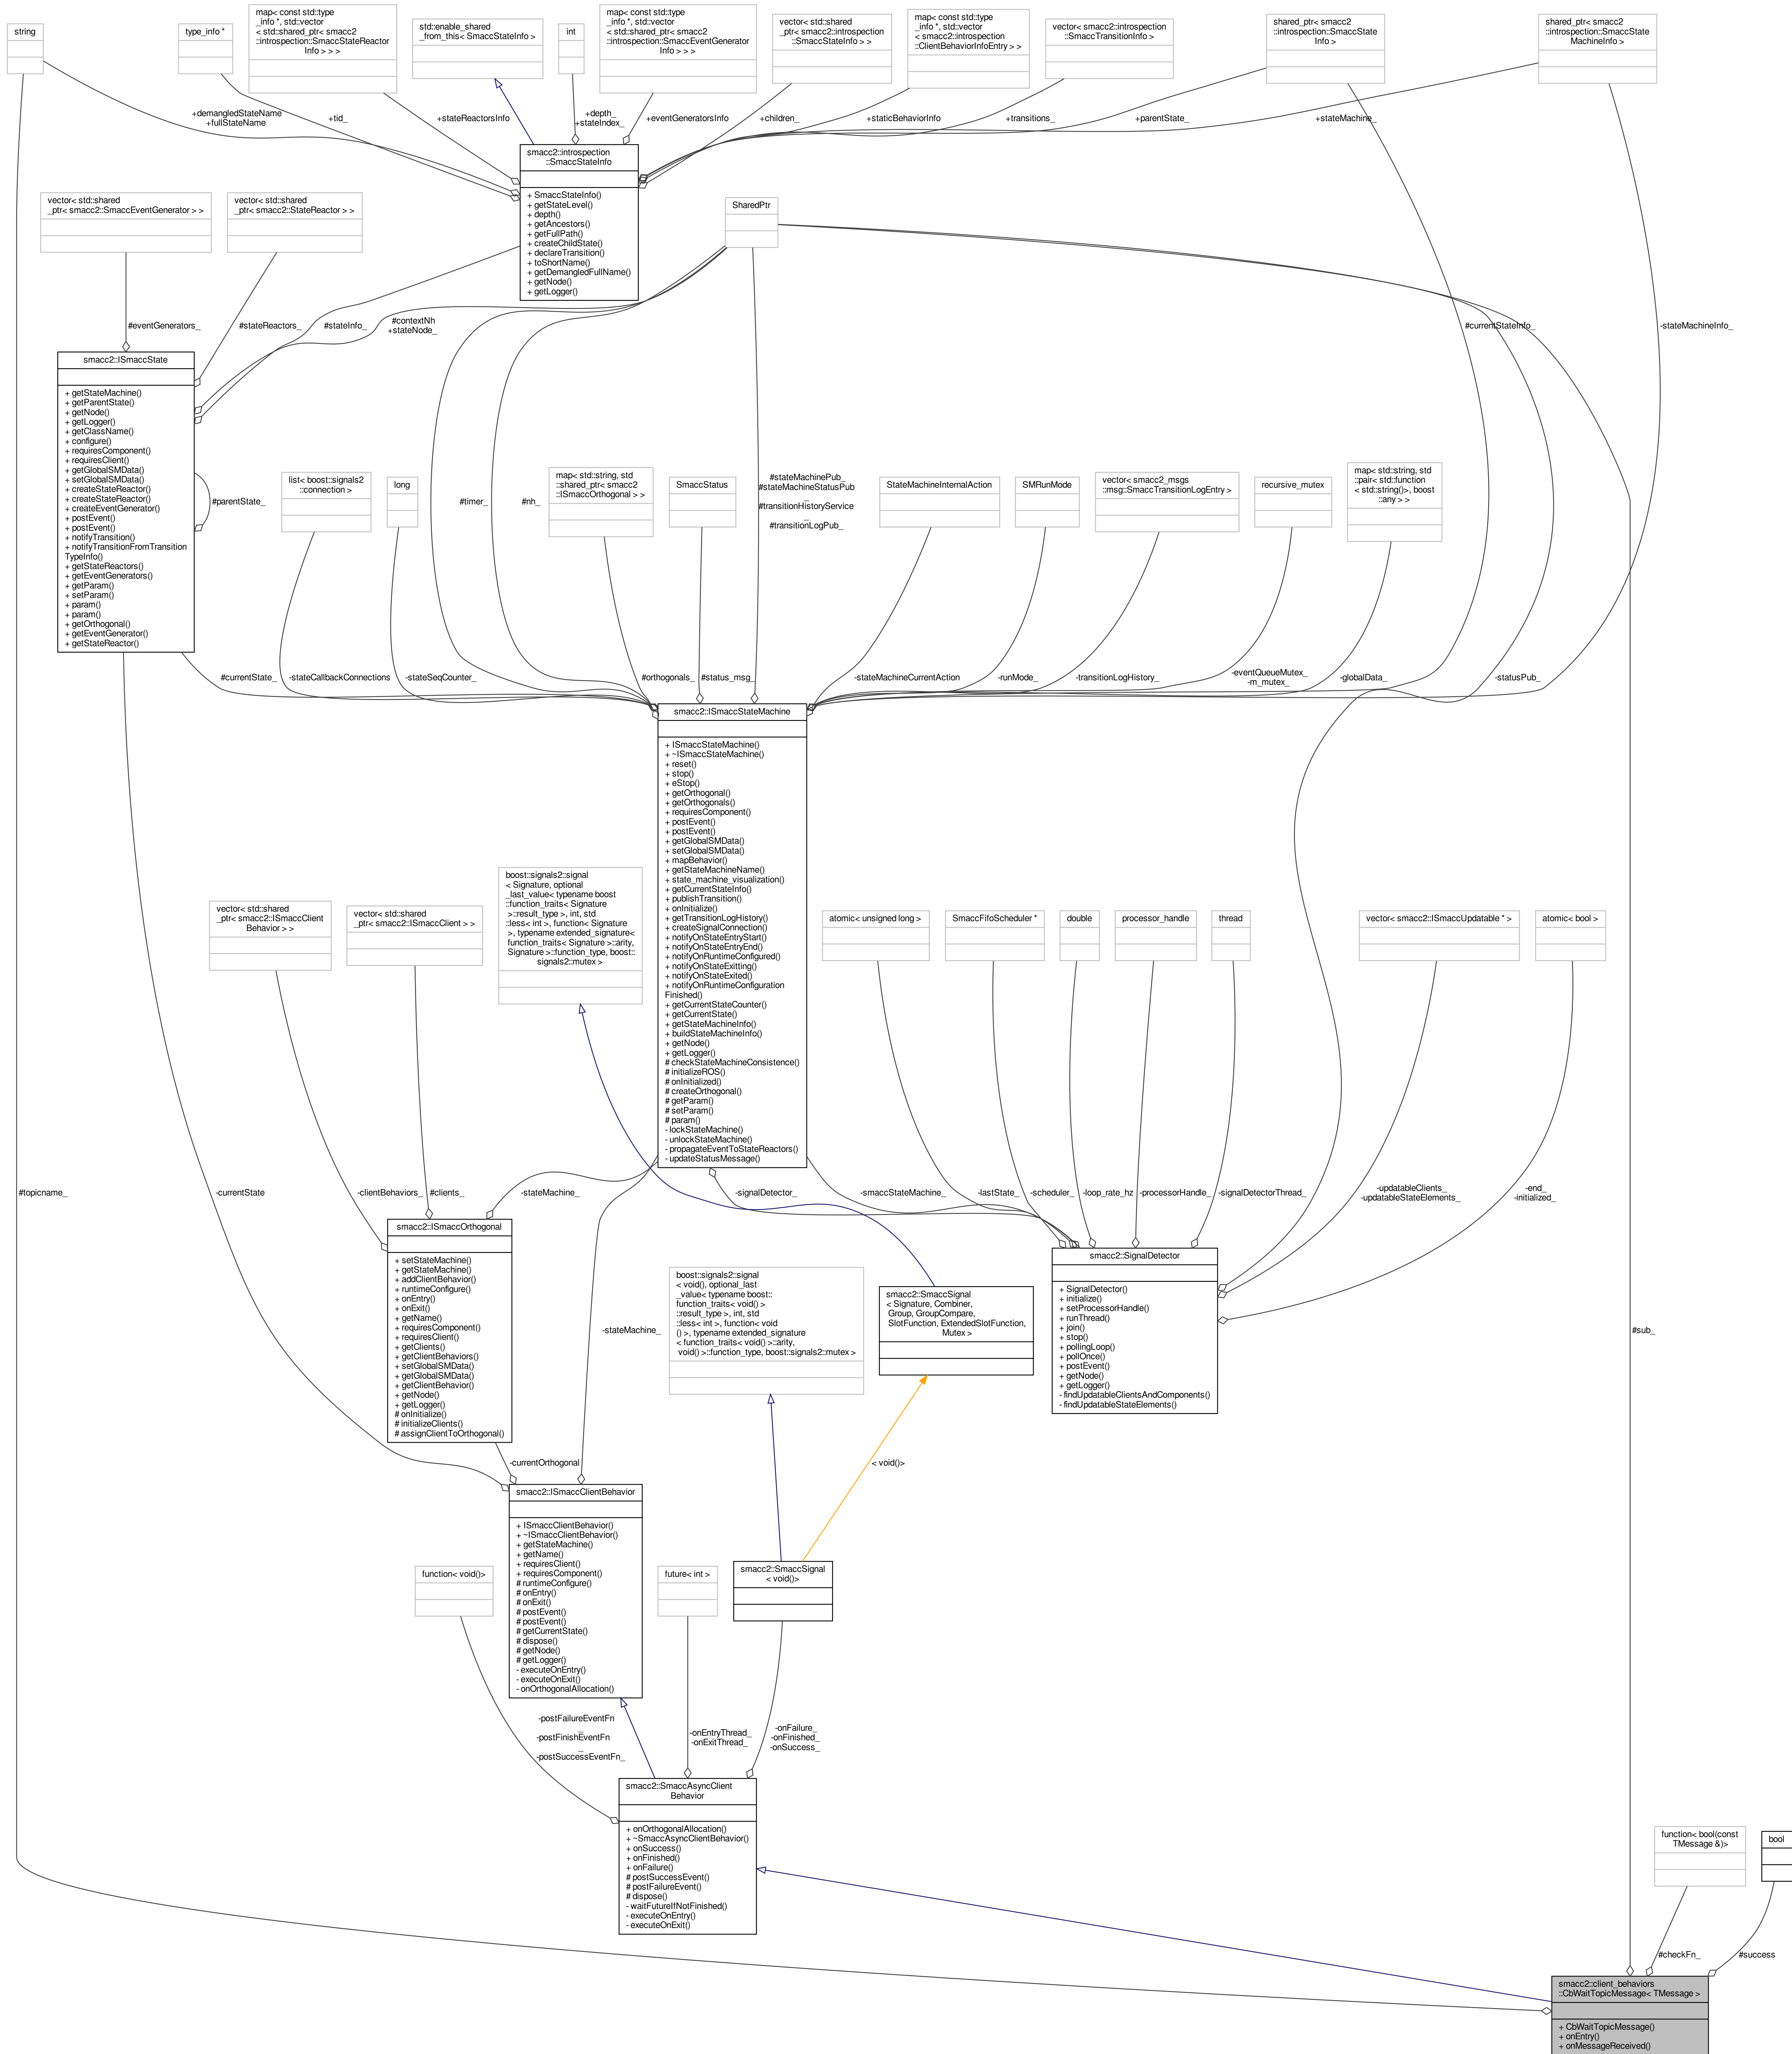 string
type_info *
map< const std::type
_info *, std::vector
< std::shared_ptr< smacc2
::introspection::SmaccStateReactor
Info > > >
std::enable_shared
_from_this< SmaccStateInfo >
int
map< const std::type
_info *, std::vector
< std::shared_ptr< smacc2
::introspection::SmaccEventGenerator
Info > > >
vector< std::shared
_ptr< smacc2::introspection
::SmaccStateInfo > >
map< const std::type
_info *, std::vector
< smacc2::introspection
::ClientBehaviorInfoEntry > >
vector< smacc2::introspection
::SmaccTransitionInfo >
shared_ptr< smacc2
::introspection::SmaccState
Info >
shared_ptr< smacc2
::introspection::SmaccState
MachineInfo >
+demangledStateName
+fullStateName
+tid_
+stateReactorsInfo
+depth_
+stateIndex_
+eventGeneratorsInfo
+children_
+staticBehaviorInfo
+transitions_
+parentState_
+stateMachine_
smacc2::introspection
::SmaccStateInfo
+ SmaccStateInfo()
+ getStateLevel()
+ depth()
+ getAncestors()
+ getFullPath()
+ createChildState()
+ declareTransition()
+ toShortName()
+ getDemangledFullName()
+ getNode()
+ getLogger()
vector< std::shared
_ptr< smacc2::SmaccEventGenerator > >
vector< std::shared
_ptr< smacc2::StateReactor > >
SharedPtr
#eventGenerators_
#stateReactors_
#stateInfo_
#contextNh
+stateNode_
#currentStateInfo_
-stateMachineInfo_
smacc2::ISmaccState
+ getStateMachine()
+ getParentState()
+ getNode()
+ getLogger()
+ getClassName()
+ configure()
+ requiresComponent()
+ requiresClient()
+ getGlobalSMData()
+ setGlobalSMData()
+ createStateReactor()
+ createStateReactor()
+ createEventGenerator()
+ postEvent()
+ postEvent()
+ notifyTransition()
+ notifyTransitionFromTransition
TypeInfo()
+ getStateReactors()
+ getEventGenerators()
+ getParam()
+ setParam()
+ param()
+ param()
+ getOrthogonal()
+ getEventGenerator()
+ getStateReactor()
#parentState_
list< boost::signals2
::connection >
long
#timer_
#nh_
map< std::string, std
::shared_ptr< smacc2
::ISmaccOrthogonal > >
SmaccStatus
#stateMachinePub_
#stateMachineStatusPub
_
#transitionHistoryService
_
#transitionLogPub_
StateMachineInternalAction
SMRunMode
vector< smacc2_msgs
::msg::SmaccTransitionLogEntry >
recursive_mutex
map< std::string, std
::pair< std::function
< std::string()>, boost
::any > >
#currentState_
-stateCallbackConnections
-stateSeqCounter_
#orthogonals_
#status_msg_
-stateMachineCurrentAction
-runMode_
-transitionLogHistory_
-eventQueueMutex_
-m_mutex_
-globalData_
-statusPub_
smacc2::ISmaccStateMachine
+ ISmaccStateMachine()
+ ~ISmaccStateMachine()
+ reset()
+ stop()
+ eStop()
+ getOrthogonal()
+ getOrthogonals()
+ requiresComponent()
+ postEvent()
+ postEvent()
+ getGlobalSMData()
+ setGlobalSMData()
+ mapBehavior()
+ getStateMachineName()
+ state_machine_visualization()
+ getCurrentStateInfo()
+ publishTransition()
+ onInitialize()
+ getTransitionLogHistory()
+ createSignalConnection()
+ notifyOnStateEntryStart()
+ notifyOnStateEntryEnd()
+ notifyOnRuntimeConfigured()
+ notifyOnStateExitting()
+ notifyOnStateExited()
+ notifyOnRuntimeConfiguration
Finished()
+ getCurrentStateCounter()
+ getCurrentState()
+ getStateMachineInfo()
+ buildStateMachineInfo()
+ getNode()
+ getLogger()
# checkStateMachineConsistence()
# initializeROS()
# onInitialized()
# createOrthogonal()
# getParam()
# setParam()
# param()
- lockStateMachine()
- unlockStateMachine()
- propagateEventToStateReactors()
- updateStatusMessage()
vector< std::shared
_ptr< smacc2::ISmaccClient
Behavior > >
vector< std::shared
_ptr< smacc2::ISmaccClient > >
boost::signals2::signal
< Signature, optional
_last_value< typename boost
::function_traits< Signature
>::result_type >, int, std
::less< int >, function< Signature
>, typename extended_signature<
function_traits< Signature >::arity,
Signature >::function_type, boost::
signals2::mutex >
atomic< unsigned long >
SmaccFifoScheduler *
double
processor_handle
thread
vector< smacc2::ISmaccUpdatable * >
atomic< bool >
#topicname_
-currentState
-clientBehaviors_
#clients_
-stateMachine_
-signalDetector_
-smaccStateMachine_
-lastState_
-scheduler_
-loop_rate_hz
-processorHandle_
-signalDetectorThread_
-updatableClients_
-updatableStateElements_
-end_
-initialized_
smacc2::ISmaccOrthogonal
+ setStateMachine()
+ getStateMachine()
+ addClientBehavior()
+ runtimeConfigure()
+ onEntry()
+ onExit()
+ getName()
+ requiresComponent()
+ requiresClient()
+ getClients()
+ getClientBehaviors()
+ setGlobalSMData()
+ getGlobalSMData()
+ getClientBehavior()
+ getNode()
+ getLogger()
# onInitialize()
# initializeClients()
# assignClientToOrthogonal()
-stateMachine_
boost::signals2::signal
< void(), optional_last
_value< typename boost::
function_traits< void() >
::result_type >, int, std
::less< int >, function< void
() >, typename extended_signature
< function_traits< void() >::arity,
void() >::function_type, boost::signals2::mutex >
smacc2::SmaccSignal
< Signature, Combiner,
Group, GroupCompare,
SlotFunction, ExtendedSlotFunction,
Mutex >
smacc2::SignalDetector
+ SignalDetector()
+ initialize()
+ setProcessorHandle()
+ runThread()
+ join()
+ stop()
+ pollingLoop()
+ pollOnce()
+ postEvent()
+ getNode()
+ getLogger()
- findUpdatableClientsAndComponents()
- findUpdatableStateElements()
#sub_
-currentOrthogonal
< void()>
smacc2::ISmaccClientBehavior
+ ISmaccClientBehavior()
+ ~ISmaccClientBehavior()
+ getStateMachine()
+ getName()
+ requiresClient()
+ requiresComponent()
# runtimeConfigure()
# onEntry()
# onExit()
# postEvent()
# postEvent()
# getCurrentState()
# dispose()
# getNode()
# getLogger()
- executeOnEntry()
- executeOnExit()
- onOrthogonalAllocation()
function< void()>
future< int >
smacc2::SmaccSignal
< void()>
-postFailureEventFn
_
-postFinishEventFn
_
-postSuccessEventFn_
-onEntryThread_
-onExitThread_
-onFailure_
-onFinished_
-onSuccess_
smacc2::SmaccAsyncClient
Behavior
+ onOrthogonalAllocation()
+ ~SmaccAsyncClientBehavior()
+ onSuccess()
+ onFinished()
+ onFailure()
# postSuccessEvent()
# postFailureEvent()
# dispose()
- waitFutureIfNotFinished()
- executeOnEntry()
- executeOnExit()
function< bool(const
TMessage &)>
bool
#checkFn_
#success
smacc2::client_behaviors
::CbWaitTopicMessage< TMessage >
+ CbWaitTopicMessage()
+ onEntry()
+ onMessageReceived()